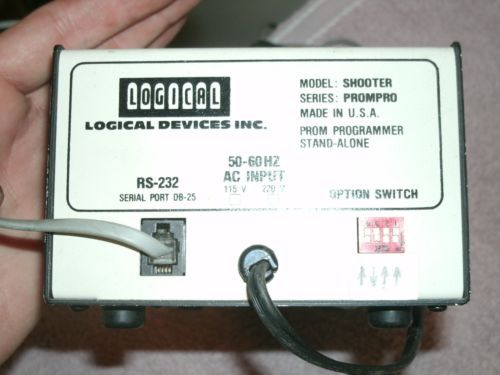 LOGICAL
LOGICAL DEVICES INC.
MODEL: SHOOTER
SERIES: PROMPRO
MADE IN U.S.A.
PROM PROGRAMMER
STAND-ALONE
50-60HZ
AC INPUT
115 V 220 V
RS-232
SERIAL PORT DB-25
OPTION SWITCH